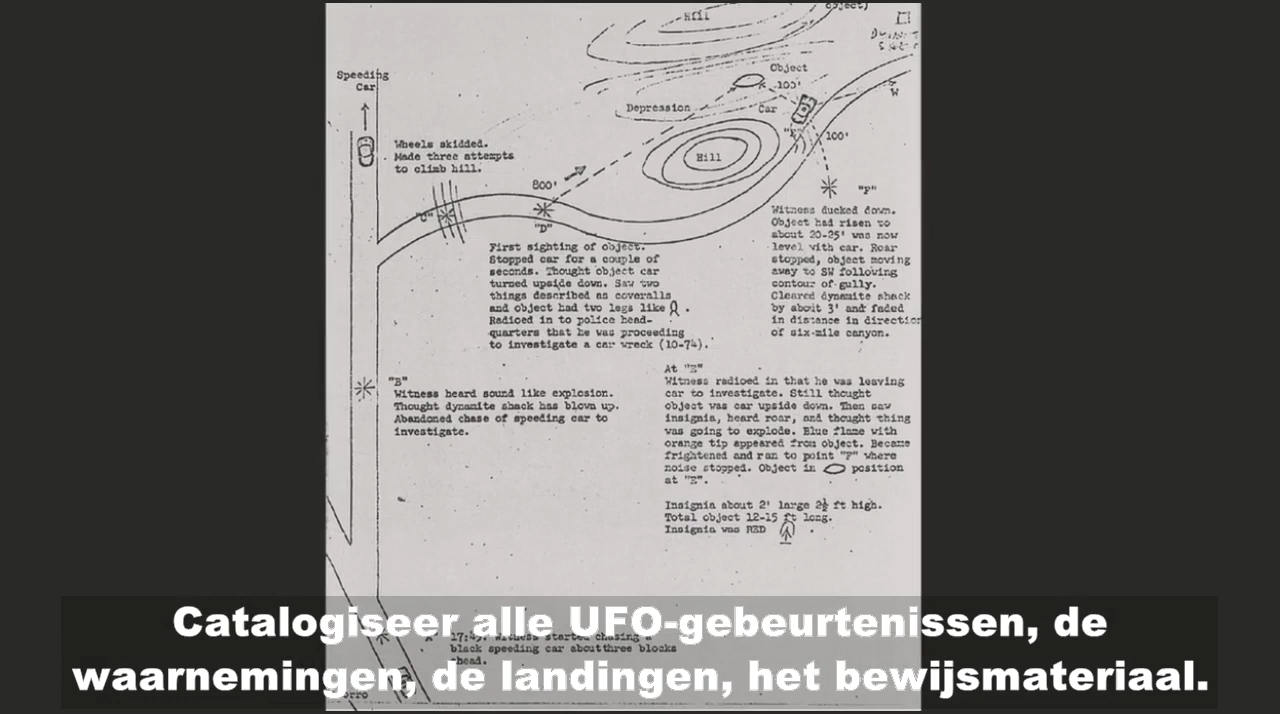 Hill
object)
Object
Speeding
Car
100'
W
Depression
Car
Wheels skidded.
Made three attempts
to climb hill.
100'
Hill
800'
"F"
"C"
"D"
Witness ducked down.
Object had risen to
about 20-25' was now
level with car. Roar
stopped, object moving
away to SW following
contour of gully.
Cleared dynamite shack
by about 3' and faded
in distance in direction
of six-mile canyon.
First sighting of object.
Stopped car for a couple of
seconds. Thought object car
turned upside down. Saw two
things described as coveralls
and object had two legs like .
Radioed in to police head-
quarters that he was proceeding
to investigate a car wreck (10-74).
"B"
Witness heard sound like explosion.
Thought dynamite shack has blown up.
Abandoned chase of speeding car to
investigate.
At "E"
Witness radioed in that he was leaving
car to investigate. Still thought
object was car upside down. Then saw
insignia, heard roar, and thought thing
was going to explode. Blue flame with
orange tip appeared from object. Became
frightened and ran to point "F" where
noise stopped. Object in position
at "E".
Insignia about 2' large 2½ ft high.
Total object 12-15 ft long.
Insignia was RED .
17:45. Witness started chasing a
black speeding car about three blocks
ahead.
orro
Catalogiseer alle UFO-gebeurtenissen, de
waarnemingen, de landingen, het bewijsmateriaal.